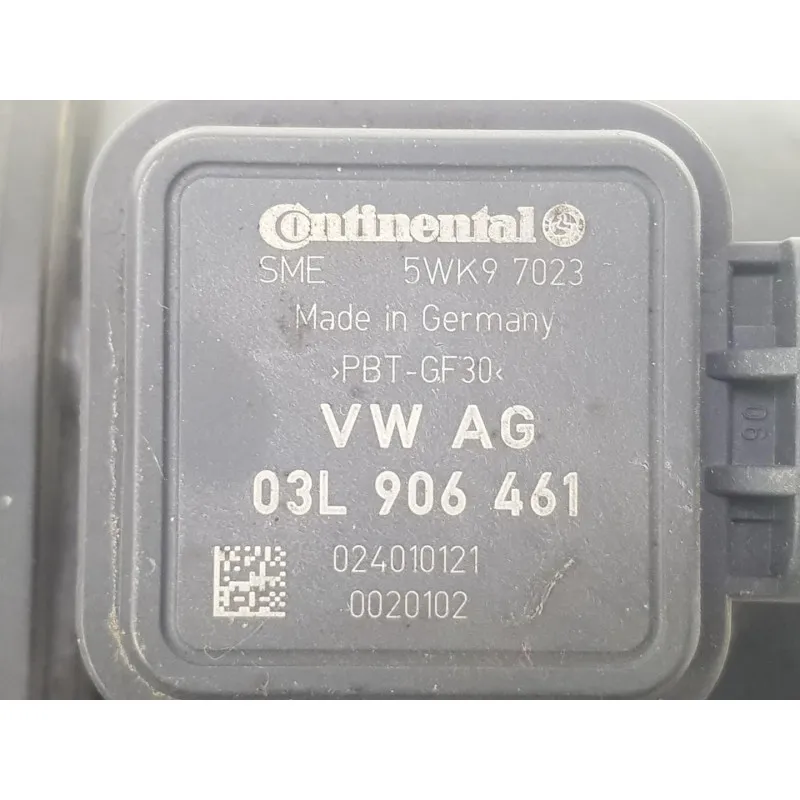 Continental
SME 5WK9 7023
Made in Germany
>PBT-GF30<
VW AG
03L 906 461
024010121
0020102